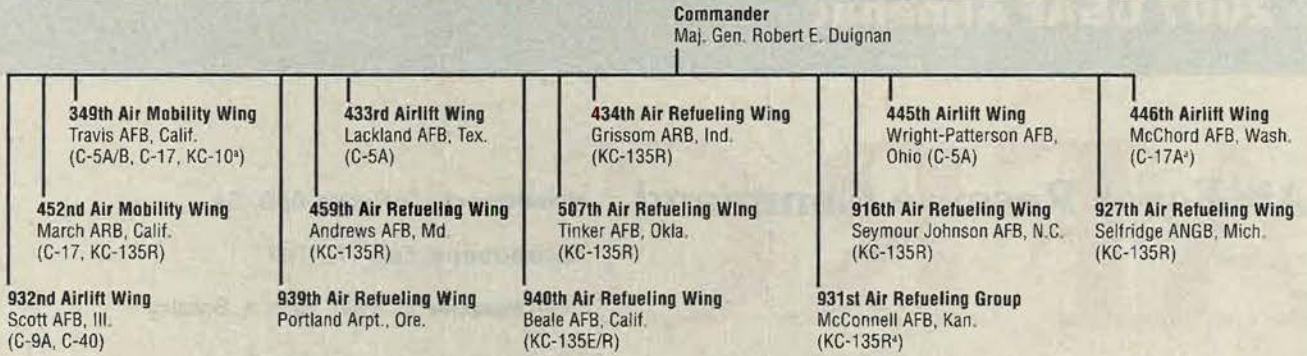 Commander
Maj. Gen. Robert E. Duignan
349th Air Mobility Wing
Travis AFB, Calif.
(C-5A/B, C-17, KC-10ᵃ)
433rd Airlift Wing
Lackland AFB, Tex.
(C-5A)
434th Air Refueling Wing
Grissom ARB, Ind.
(KC-135R)
445th Airlift Wing
Wright-Patterson AFB,
Ohio (C-5A)
446th Airlift Wing
McChord AFB, Wash.
(C-17Aᵃ)
452nd Air Mobility Wing
March ARB, Calif.
(C-17, KC-135R)
459th Air Refueling Wing
Andrews AFB, Md.
(KC-135R)
507th Air Refueling Wing
Tinker AFB, Okla.
(KC-135R)
916th Air Refueling Wing
Seymour Johnson AFB, N.C.
(KC-135R)
927th Air Refueling Wing
Selfridge ANGB, Mich.
(KC-135R)
932nd Airlift Wing
Scott AFB, Ill.
(C-9A, C-40)
939th Air Refueling Wing
Portland Arpt., Ore.
940th Air Refueling Wing
Beale AFB, Calif.
(KC-135E/R)
931st Air Refueling Group
McConnell AFB, Kan.
(KC-135Rᵃ)